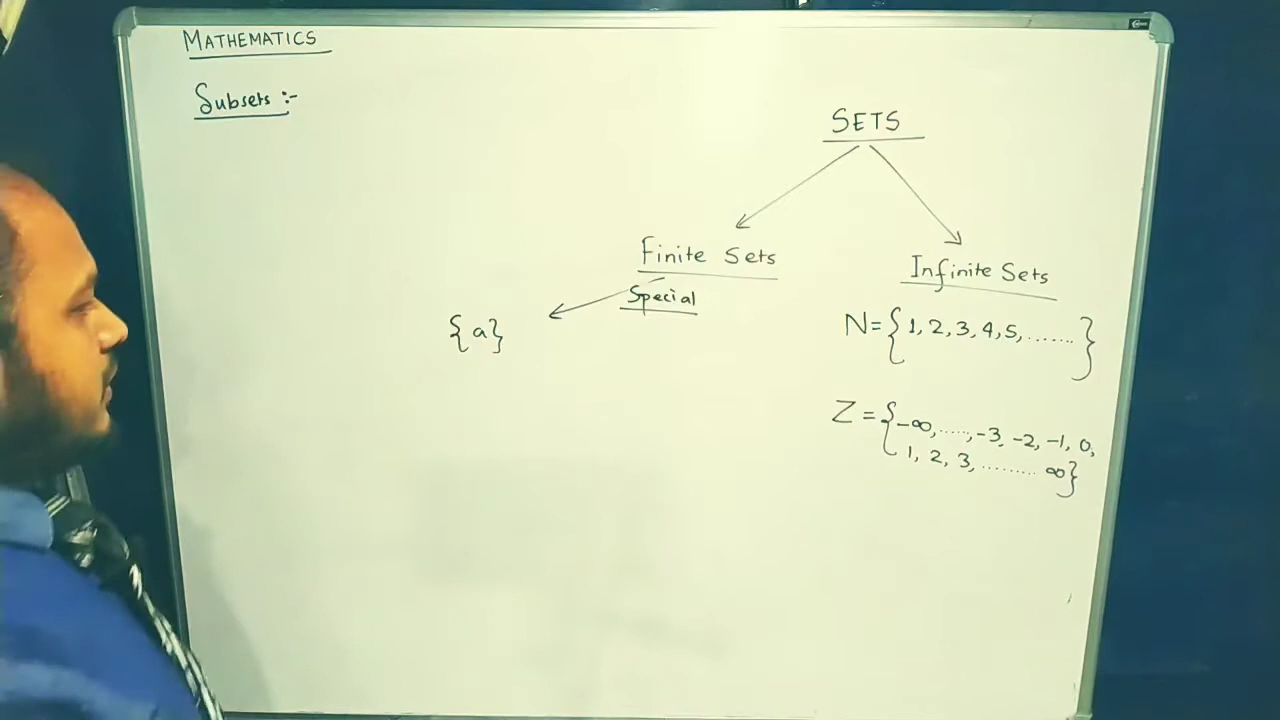 MATHEMATICS
Subsets :-
SETS
Finite Sets
Special
{a}
Infinite Sets
N={1, 2, 3, 4, 5, .......}
Z={-∞, ....., -3, -2, -1, 0,
1, 2, 3, ......... ∞}